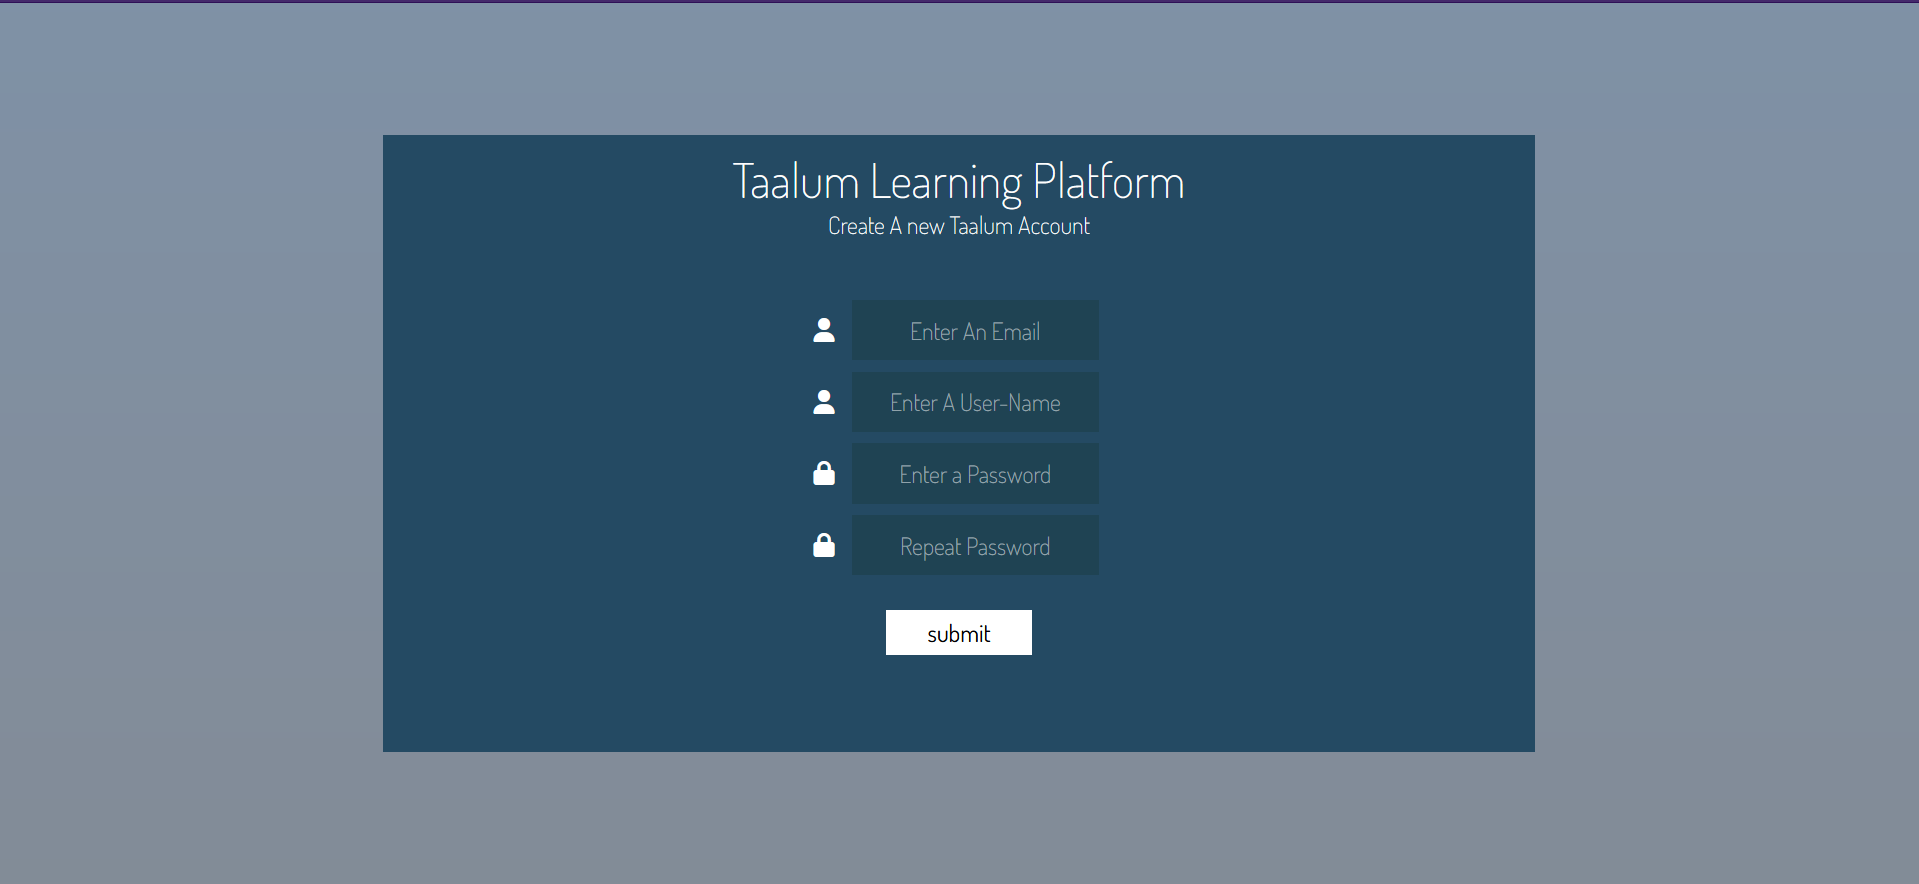 Taalum Learning Platform
Create A new Taalum Account
Enter An Email
Enter A User-Name
Enter a Password
Repeat Password
submit